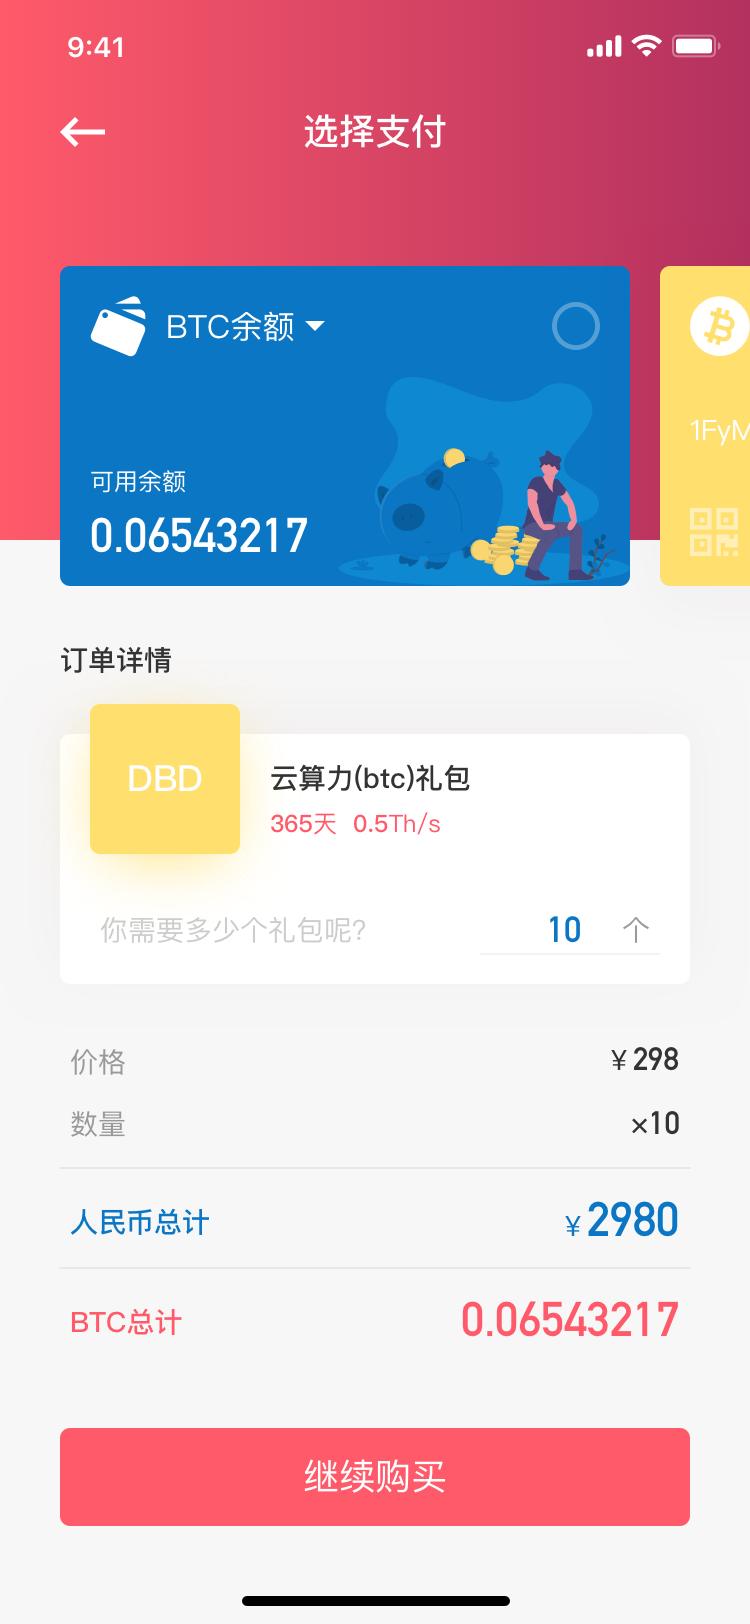 9:41
选择支付
BTC余额
可用余额
0.06543217
1FyM
订单详情
DBD
云算力(btc)礼包
365天 0.5Th/s
你需要多少个礼包呢?
10 个
价格 ¥ 298
数量 ×10
人民币总计 ¥ 2980
BTC总计 0.06543217
继续购买